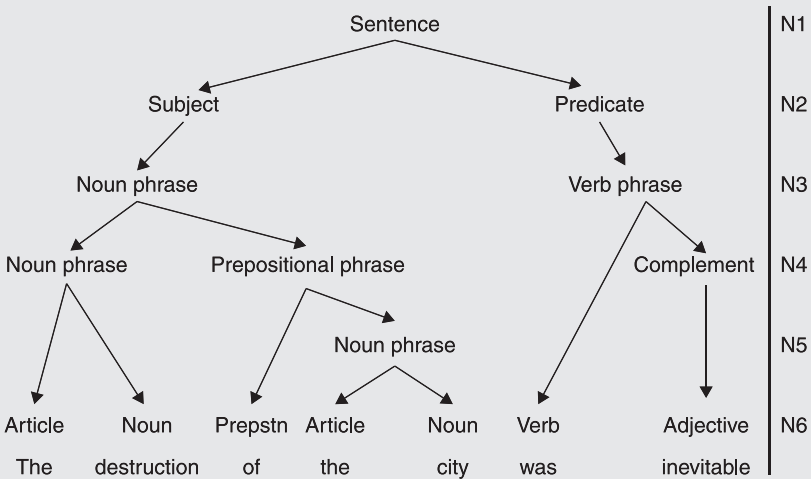 Sentence N1
Subject Predicate N2
Noun phrase Verb phrase N3
Noun phrase Prepositional phrase Complement N4
Noun phrase N5
Article Noun Prepstn Article Noun Verb Adjective N6
The destruction of the city was inevitable